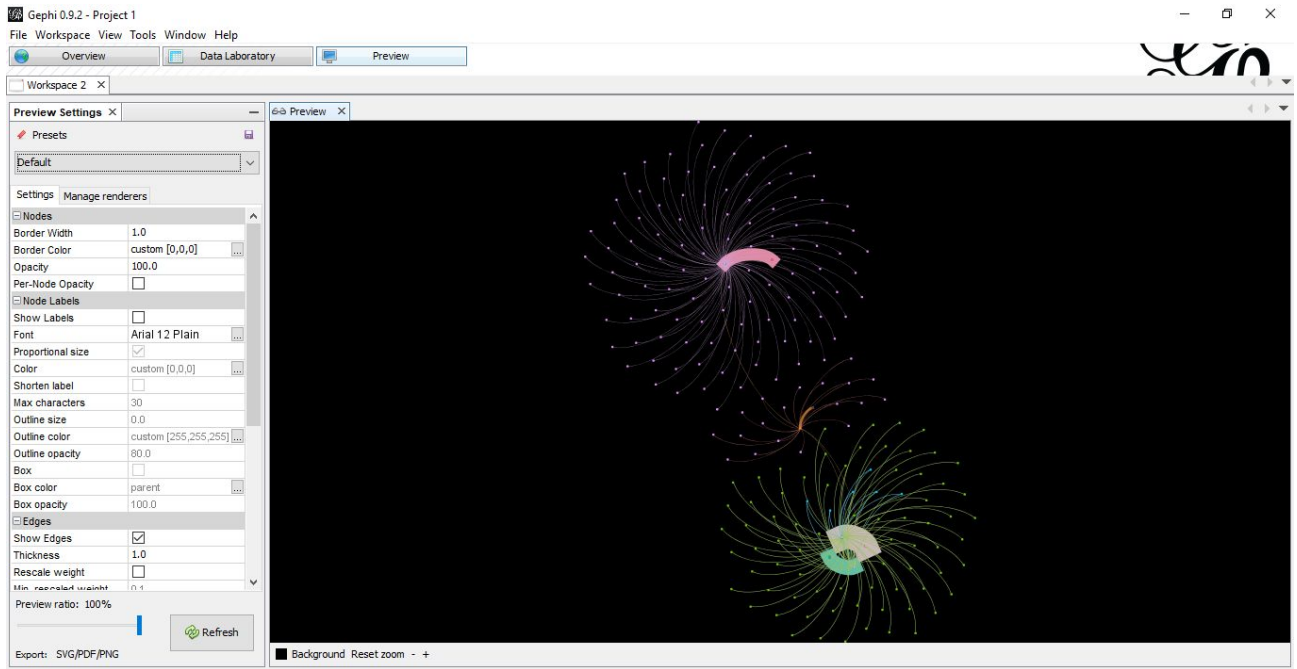 Gephi 0.9.2 - Project 1
File Workspace View Tools Window Help
Overview Data Laboratory Preview
Workspace 2 X
Preview Settings X
Preview X
Presets
Default
Settings Manage renderers
Nodes
Border Width 1.0
Border Color custom [0,0,0] ...
Opacity 100.0
Per-Node Opacity
Node Labels
Show Labels
Font Arial 12 Plain ...
Proportional size
Color custom [0,0,0] ...
Shorten label
Max characters 30
Outline size 0.0
Outline color custom [255,255,255] ...
Outline opacity 80.0
Box
Box color parent ...
Box opacity 100.0
Edges
Show Edges
Thickness 1.0
Rescale weight
Min. rescaled weight 0.1
Preview ratio: 100%
Refresh
Export: SVG/PDF/PNG
Background Reset zoom - +